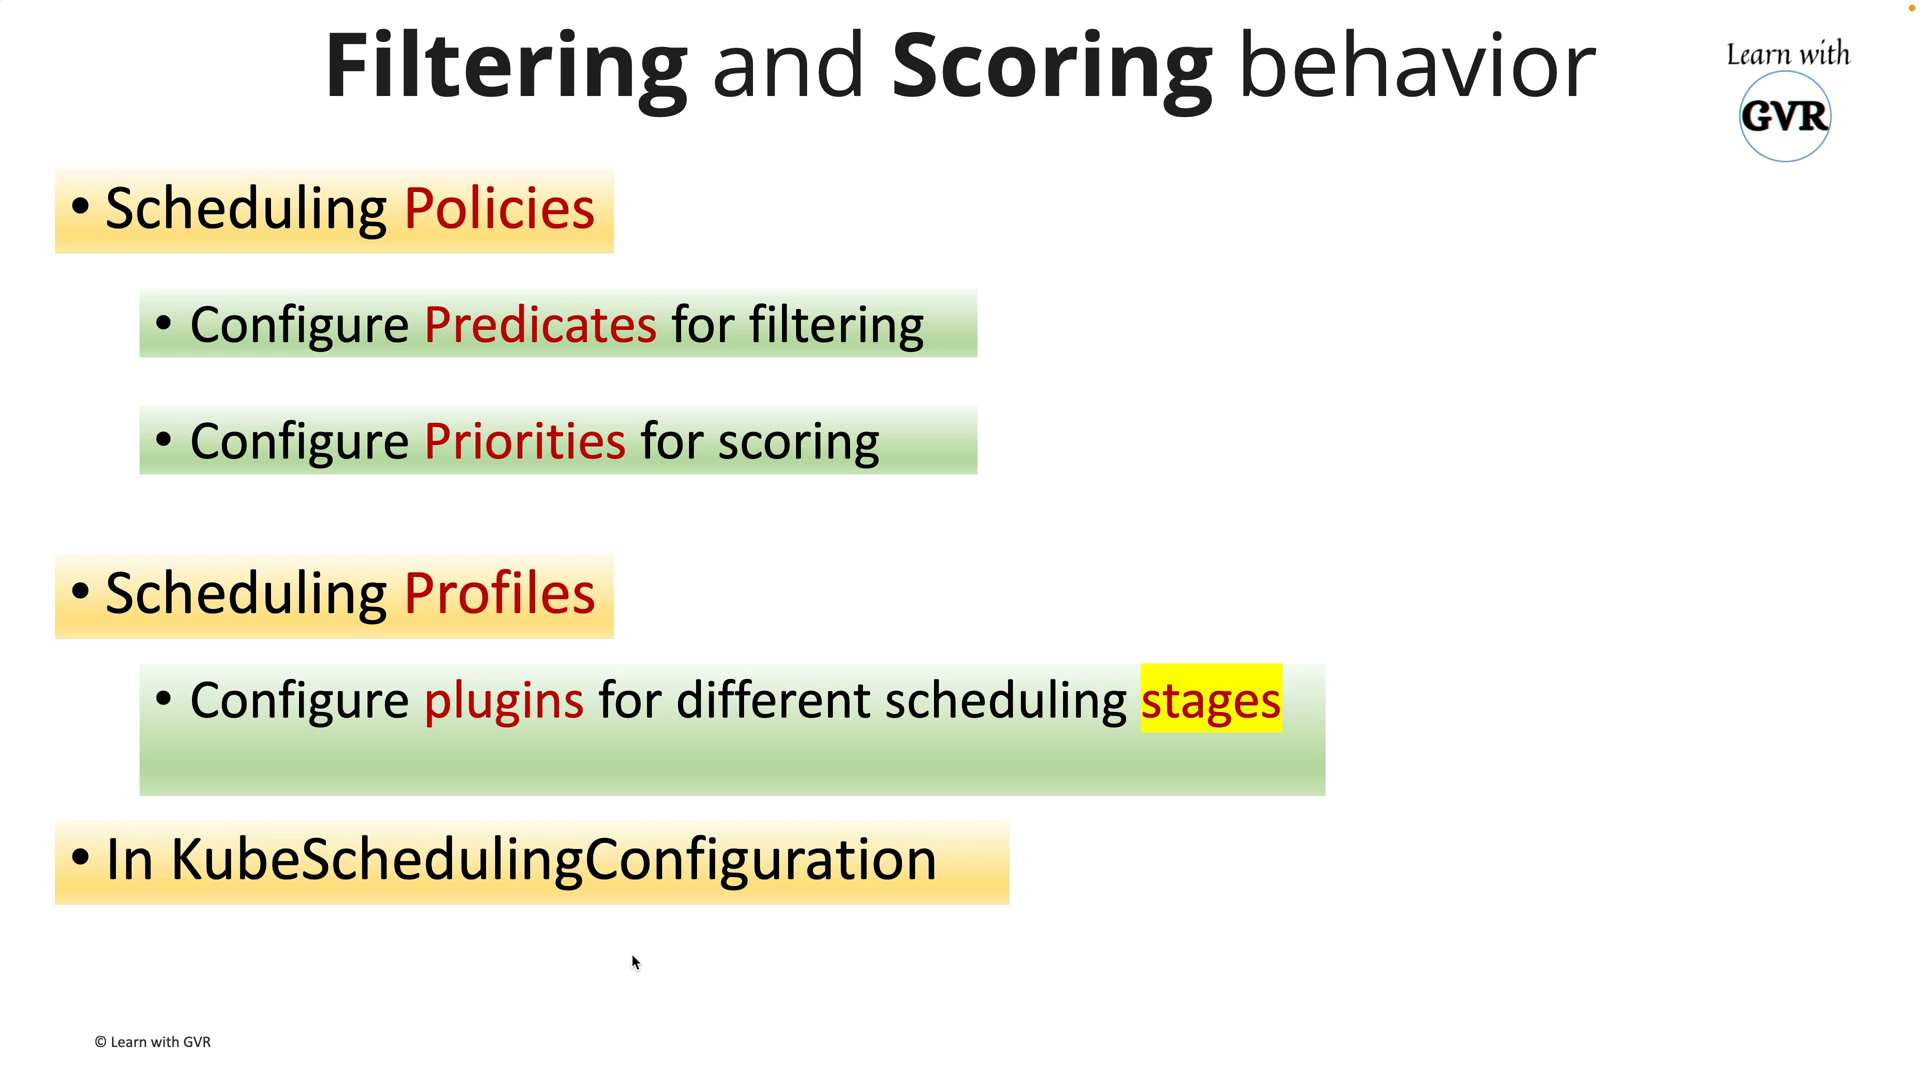 Filtering and Scoring behavior
Learn with
GVR
• Scheduling Policies
• Configure Predicates for filtering
• Configure Priorities for scoring
• Scheduling Profiles
• Configure plugins for different scheduling stages
• In KubeSchedulingConfiguration
© Learn with GVR